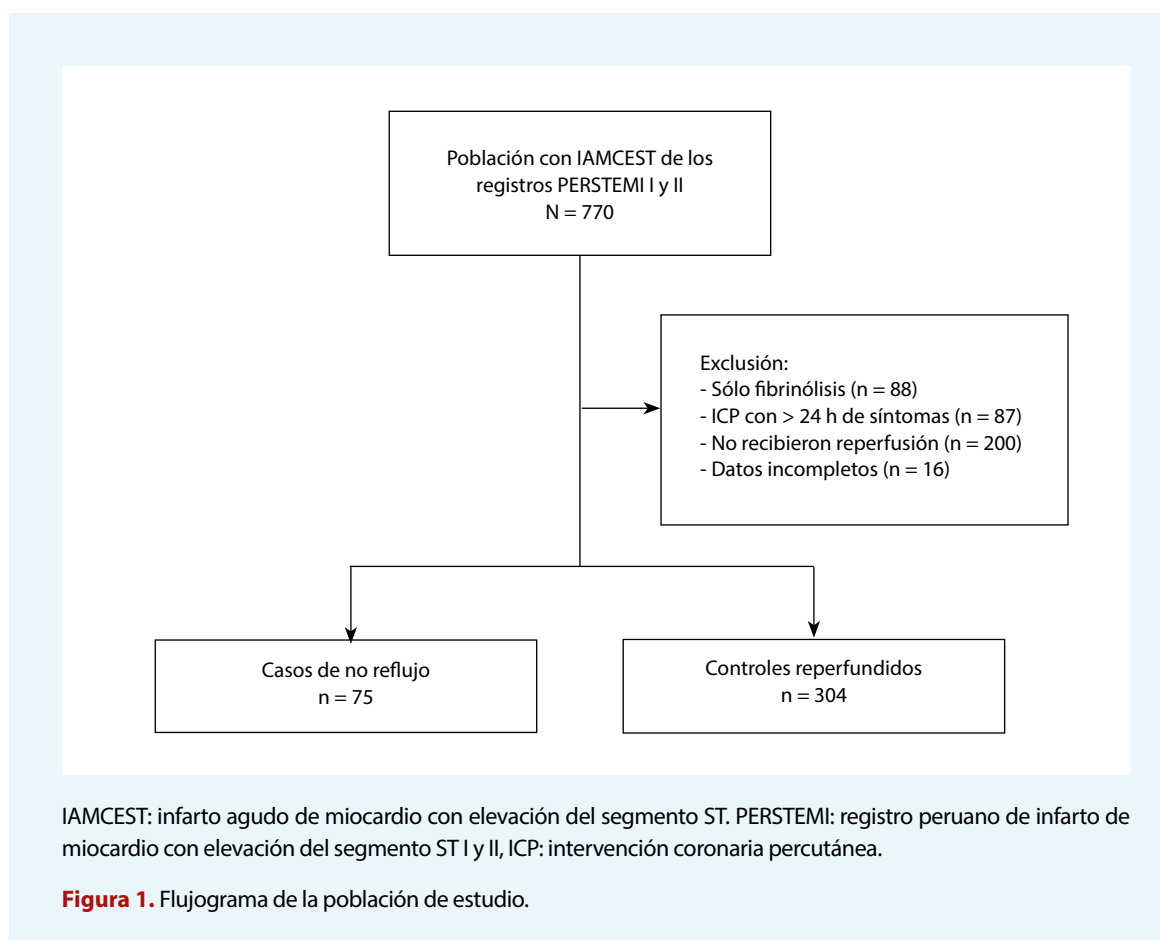 Población con IAMCEST de los
registros PERSTEMI I y II
N = 770
Exclusión:
- Sólo fibrinólisis (n = 88)
- ICP con > 24 h de síntomas (n = 87)
- No recibieron reperfusión (n = 200)
- Datos incompletos (n = 16)
Casos de no reflujo
n = 75
Controles reperfundidos
n = 304
IAMCEST: infarto agudo de miocardio con elevación del segmento ST. PERSTEMI: registro peruano de infarto de
miocardio con elevación del segmento ST I y II, ICP: intervención coronaria percutánea.
Figura 1. Flujograma de la población de estudio.